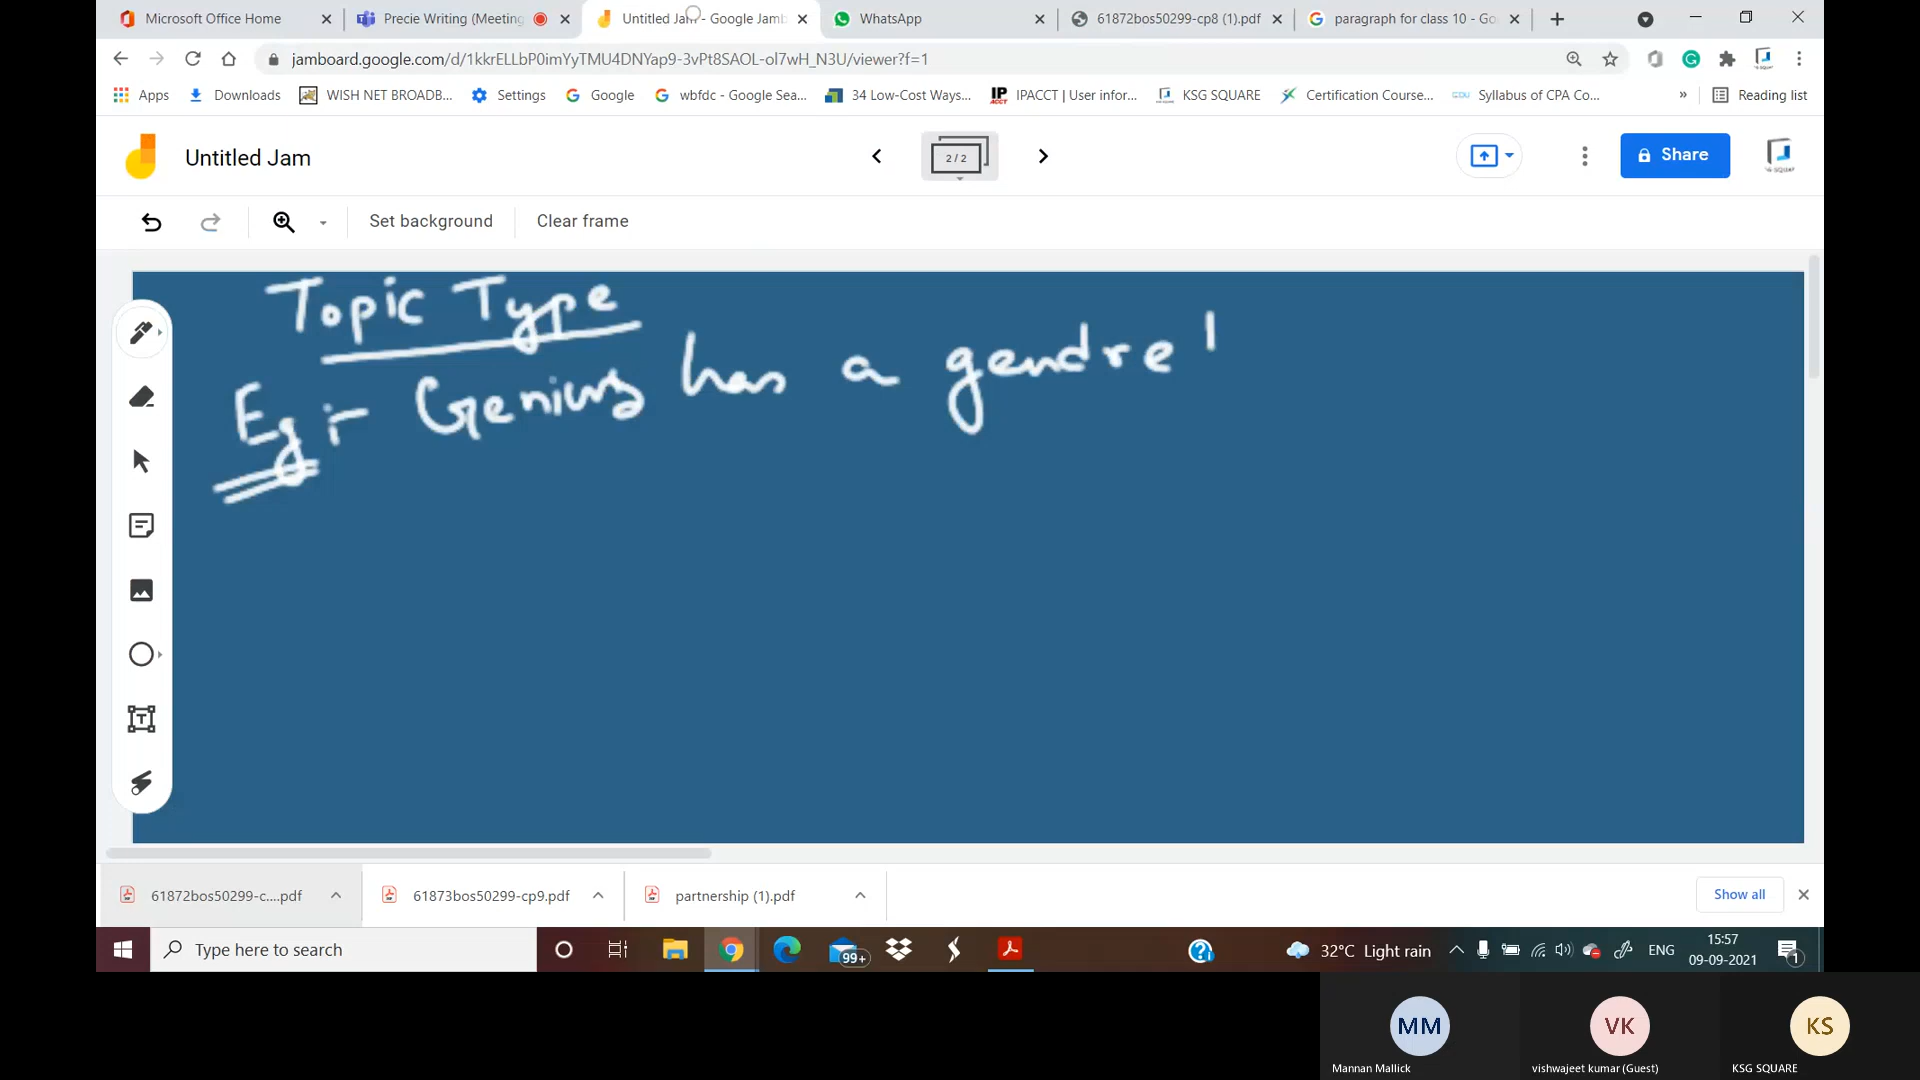 Microsoft Office Home
Precie Writing (Meeting
Untitled Jam - Google Jamb
WhatsApp
61872bos50299-cp8 (1).pdf
paragraph for class 10 - Go
jamboard.google.com/d/1kkrELLbP0imYyTMU4DNYap9-3vPt8SAOL-ol7wH_N3U/viewer?f=1
Apps
Downloads
WISH NET BROADB...
Settings
Google
wbfdc - Google Sea...
34 Low-Cost Ways...
IPACCT | User infor...
KSG SQUARE
Certification Course...
Syllabus of CPA Co...
»
Reading list
Untitled Jam
2 / 2
Share
Set background
Clear frame
Topic Type
Eg:- Genius has a gendre '
61872bos50299-c....pdf
61873bos50299-cp9.pdf
partnership (1).pdf
Show all
Type here to search
99+
32°C Light rain
ENG
15:57
09-09-2021
1
MM
VK
KS
Mannan Mallick
vishwajeet kumar (Guest)
KSG SQUARE